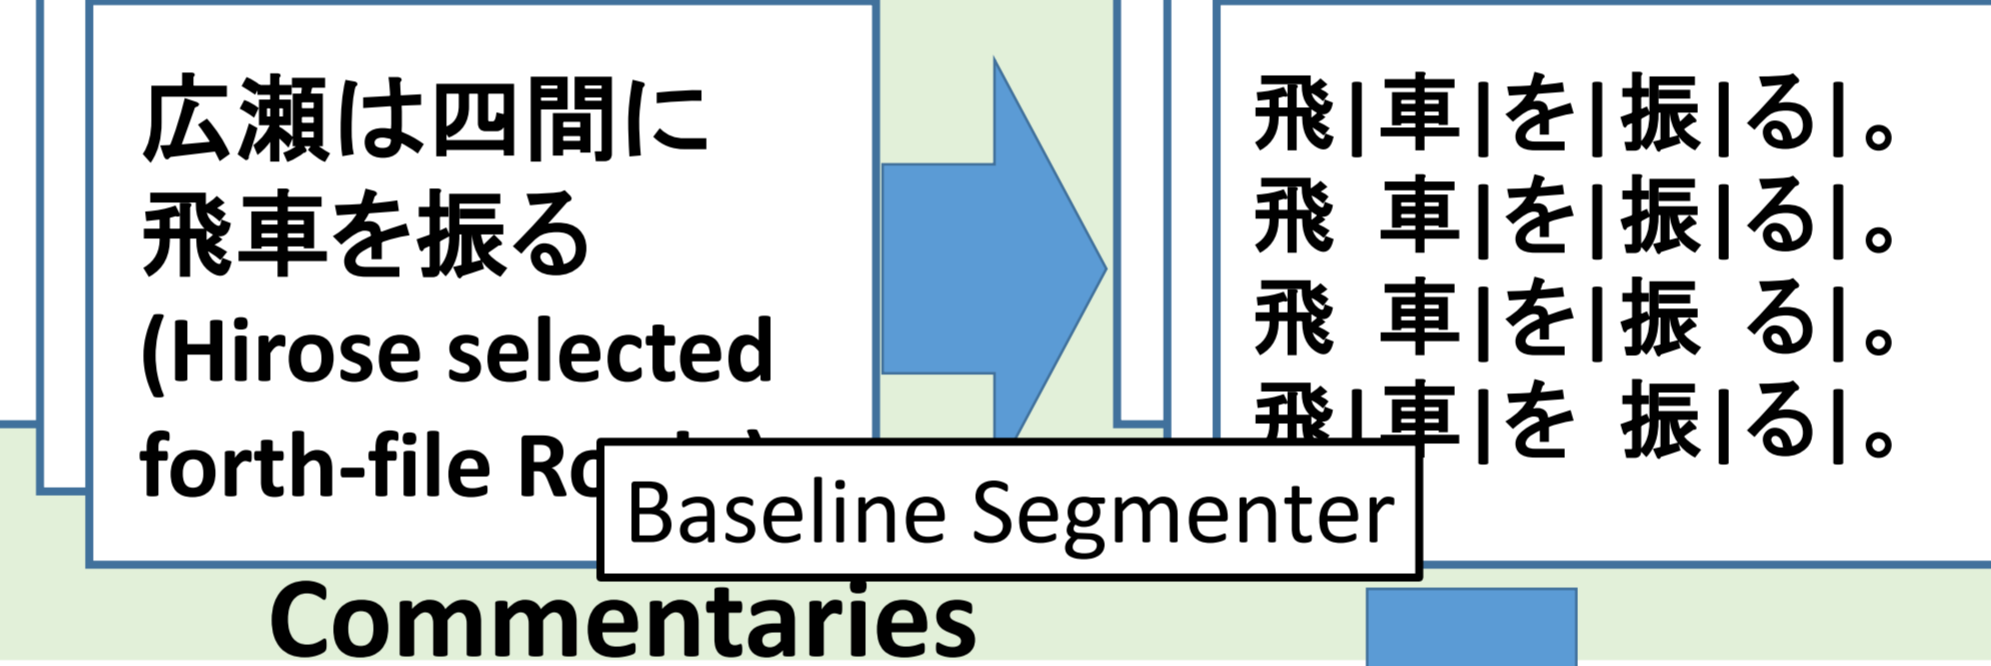 広瀬は四間に
飛車を振る
(Hirose selected
forth-file
飛|車|を|振|る|。
飛 車|を|振|る|。
飛 車|を|振 る|。
飛|車|を 振|る|。
Baseline Segmenter
Commentaries